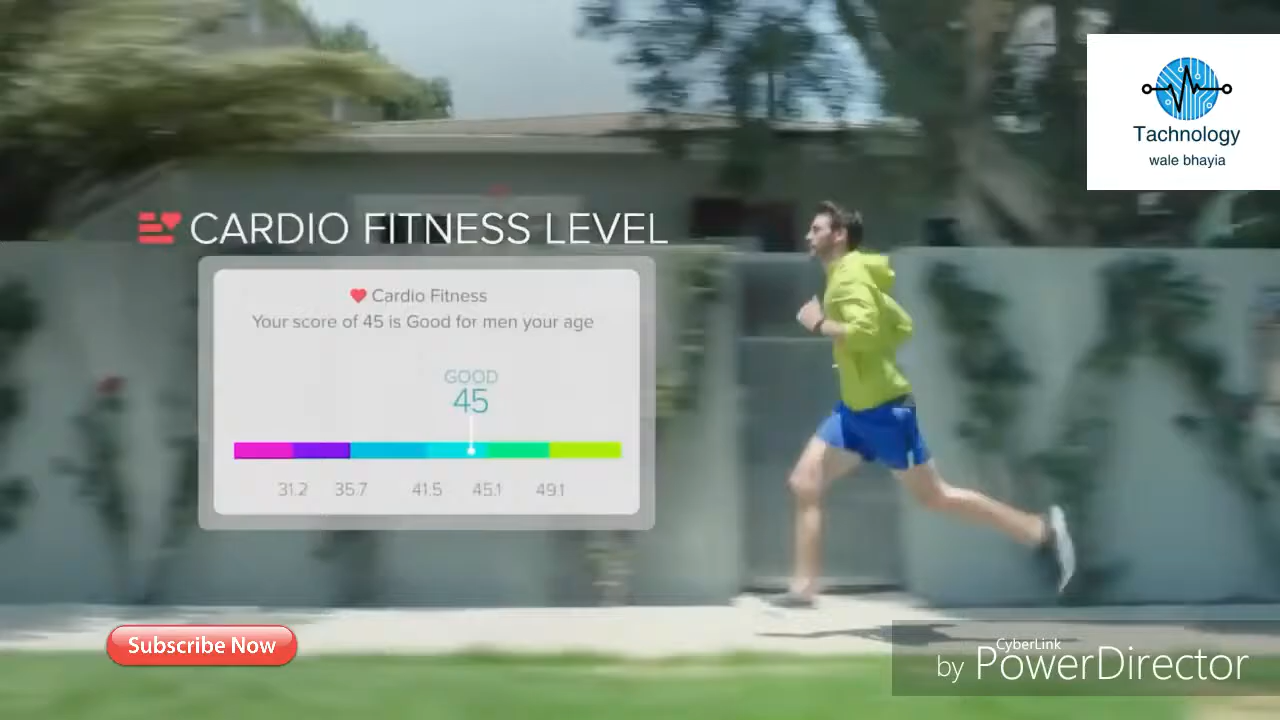 Tachnology
wale bhayia
CARDIO FITNESS LEVEL
Cardio Fitness
Your score of 45 is Good for men your age
GOOD
45
31.2 35.7 41.5 45.1 49.1
Subscribe Now
CyberLink
by PowerDirector